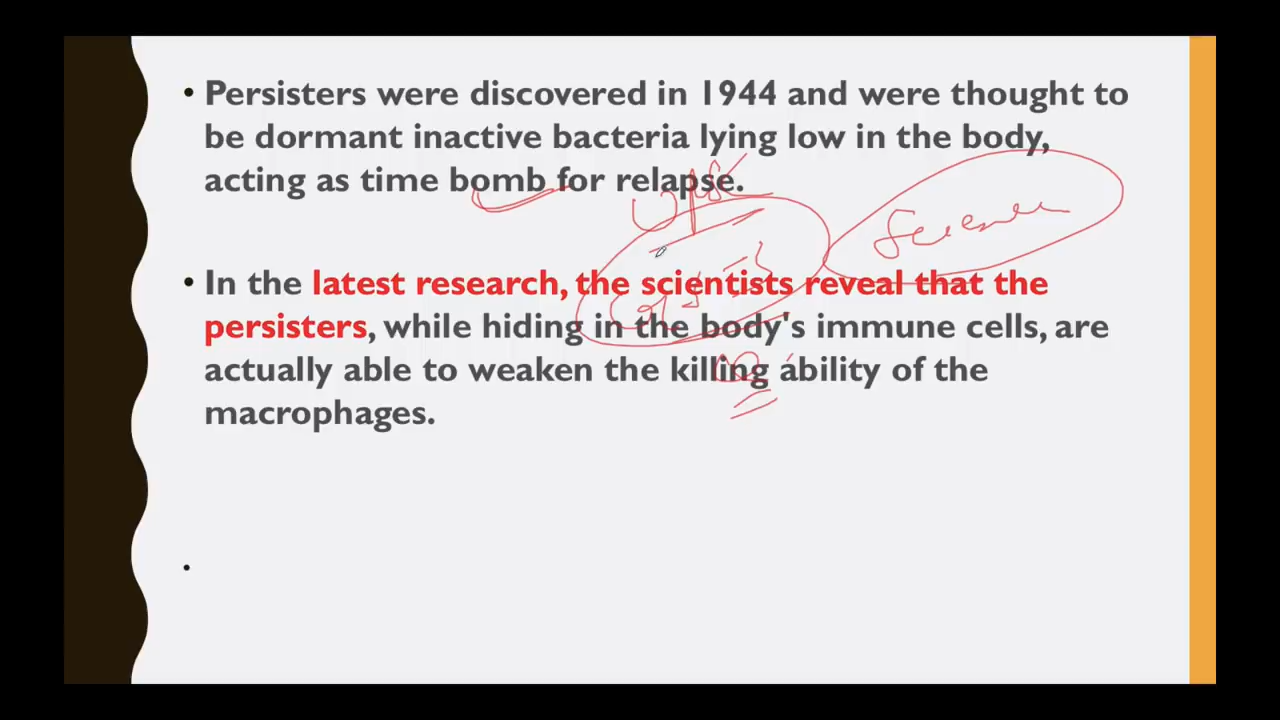 • Persisters were discovered in 1944 and were thought to
be dormant inactive bacteria lying low in the body,
acting as time bomb for relapse.
UPSC
Science
• In the latest research, the scientists reveal that the
persisters, while hiding in the body's immune cells, are
actually able to weaken the killing ability of the
macrophages.
•